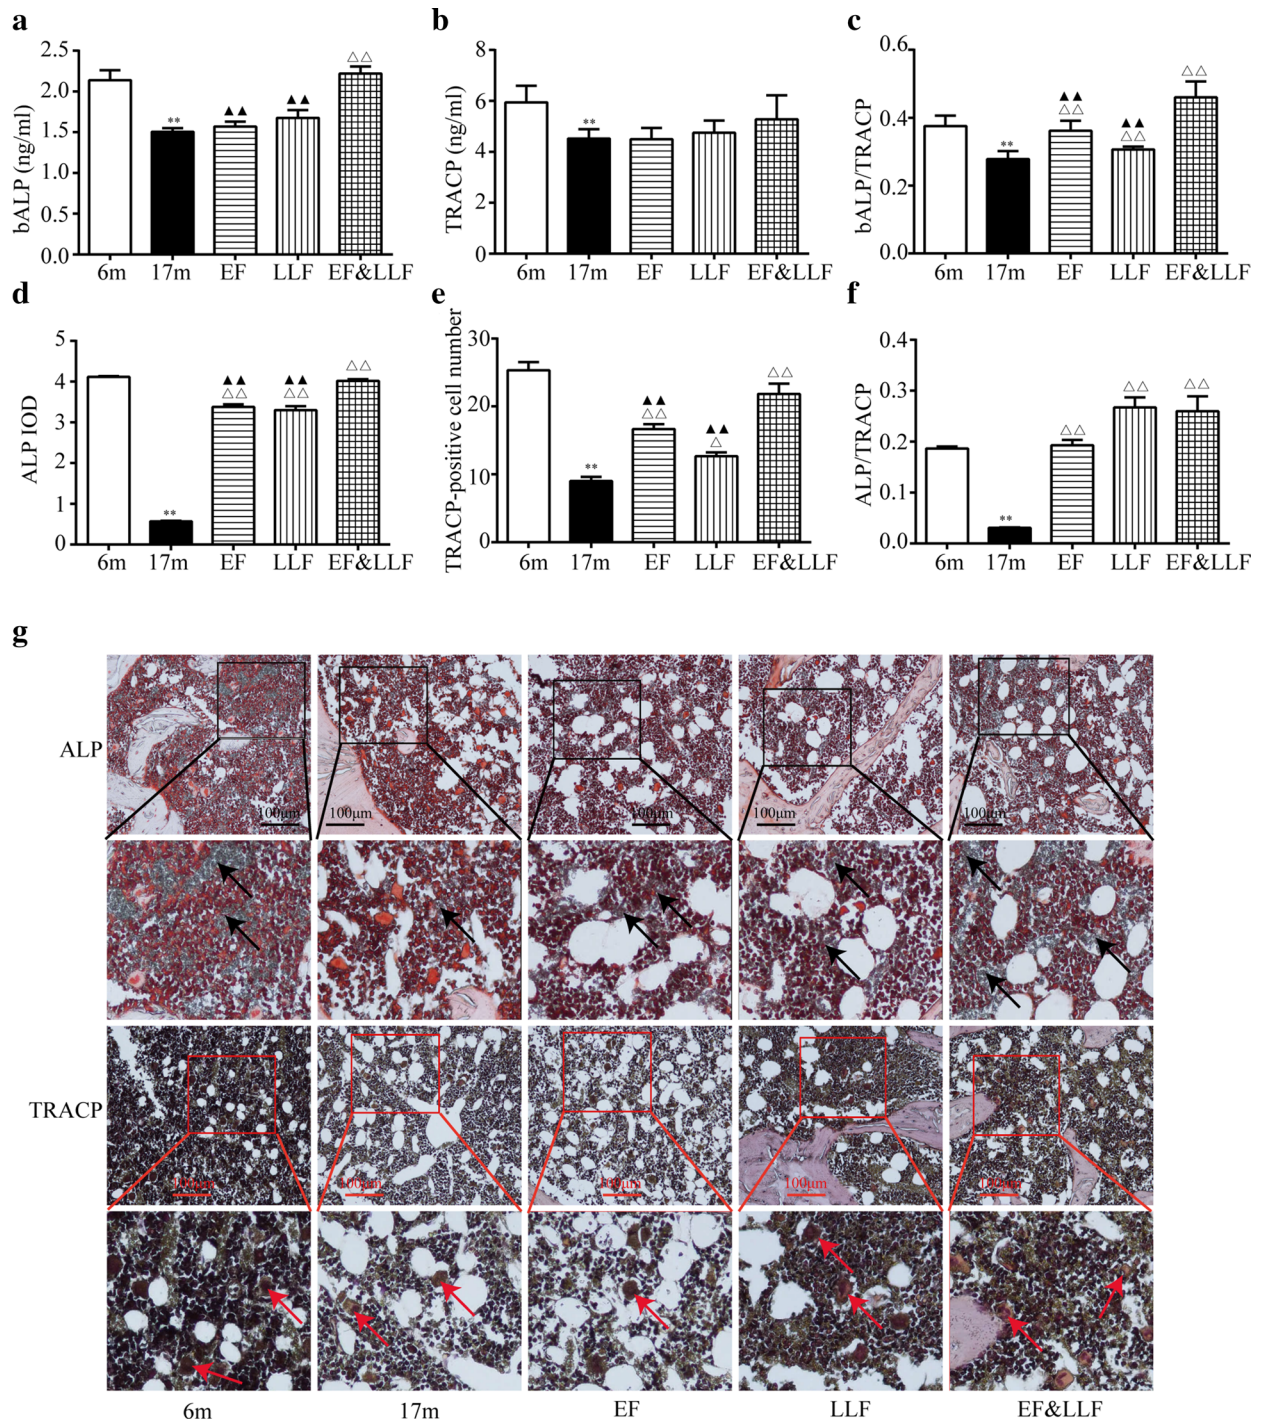 a
bALP (ng/ml)
2.5
2.0
1.5
1.0
0.5
0.0
**
▲▲
▲▲
△△
6m 17m EF LLF EF&LLF
b
TRACP (ng/ml)
8
6
4
2
0
**
6m 17m EF LLF EF&LLF
c
bALP/TRACP
0.6
0.4
0.2
0.0
**
▲▲
△△
▲▲
△△
△△
6m 17m EF LLF EF&LLF
d
ALP IOD
5
4
3
2
1
0
**
▲▲
△△
▲▲
△△
△△
6m 17m EF LLF EF&LLF
e
TRACP-positive cell number
30
20
10
0
**
▲▲
△△
▲▲
△
△△
6m 17m EF LLF EF&LLF
f
ALP/TRACP
0.4
0.3
0.2
0.1
0.0
**
△△
△△
△△
6m 17m EF LLF EF&LLF
g
ALP
100μm 100μm 100μm 100μm 100μm
TRACP
100μm 100μm 100μm 100μm 100μm
6m 17m EF LLF EF&LLF